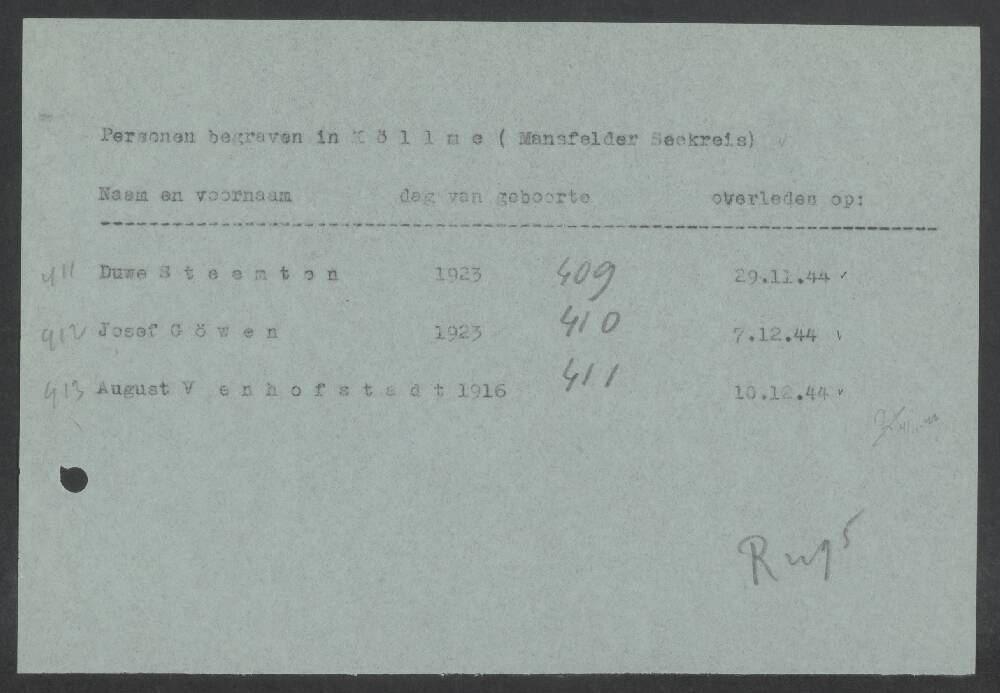 Personen begraven in K ö l l m e ( Mansfelder Seekreis)
Naam en voornaam dag van geboorte overleden op:
411 Duwe S t e e m t o n 1923 409 29.11.44
412 Josef G ö w e n 1923 410 7.12.44
413 August V e n h o f s t a d t 1916 411 10.12.44